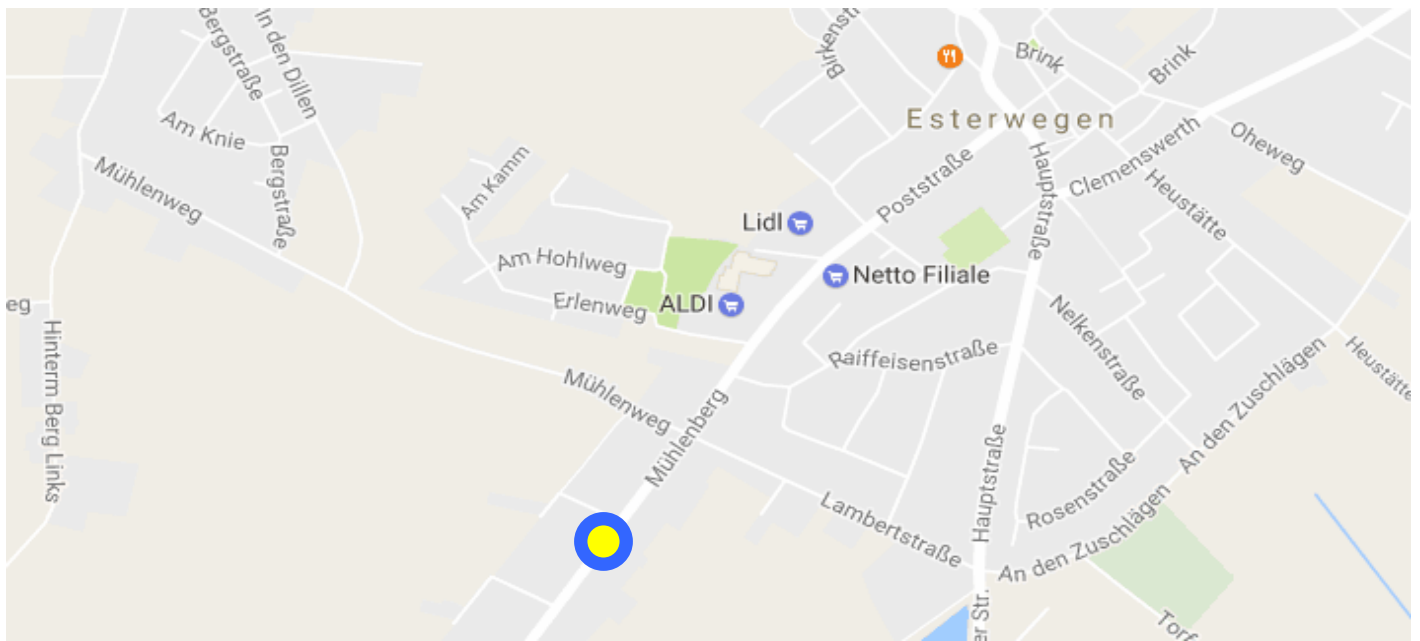 Bergstraße
In den Dillen
Birkenst
Brink
Brink
Esterwegen
Am Knie
Bergstraße
Mühlenweg
Am Kamm
Poststraße
Hauptstraße
Clemenswerth
Oheweg
Heustätte
Lidl
Am Hohlweg
Netto Filiale
Erlenweg
ALDI
eg
Hinterm Berg Links
Nelkenstraße
Raiffeisenstraße
Heustätte
An den Zuschlägen
Mühlenweg
Mühlenberg
Hauptstraße
Rosenstraße
Lambertstraße
An den Zuschlägen
er Str.
Torf